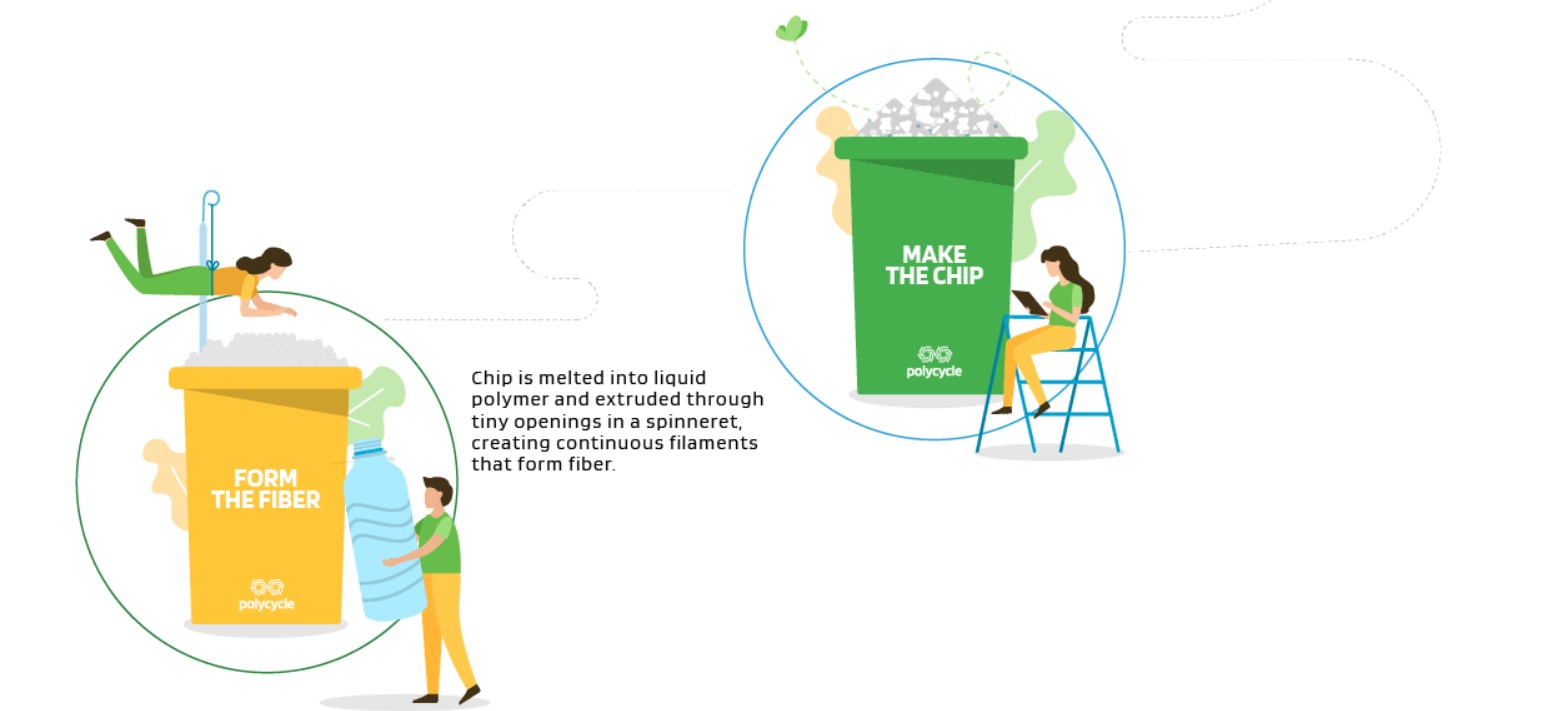 MAKE
THE CHIP
polycycle
Chip is melted into liquid
polymer and extruded through
tiny openings in a spinneret,
creating continuous filaments
that form fiber.
FORM
THE FIBER
polycycle